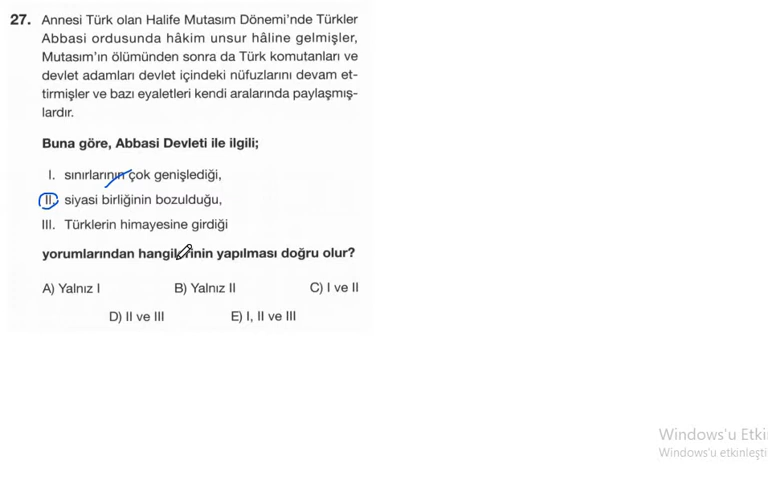 27. Annesi Türk olan Halife Mutasım Dönemi'nde Türkler
Abbasi ordusunda hâkim unsur hâline gelmişler,
Mutasım'ın ölümünden sonra da Türk komutanları ve
devlet adamları devlet içindeki nüfuzlarını devam et-
tirmişler ve bazı eyaletleri kendi aralarında paylaşmış-
lardır.
Buna göre, Abbasi Devleti ile ilgili;
I. sınırlarının çok genişlediği,
II. siyasi birliğinin bozulduğu,
III. Türklerin himayesine girdiği
yorumlarından hangilerinin yapılması doğru olur?
A) Yalnız I B) Yalnız II C) I ve II
D) II ve III E) I, II ve III
Windows'u Etki
Windows'u etkinleşti